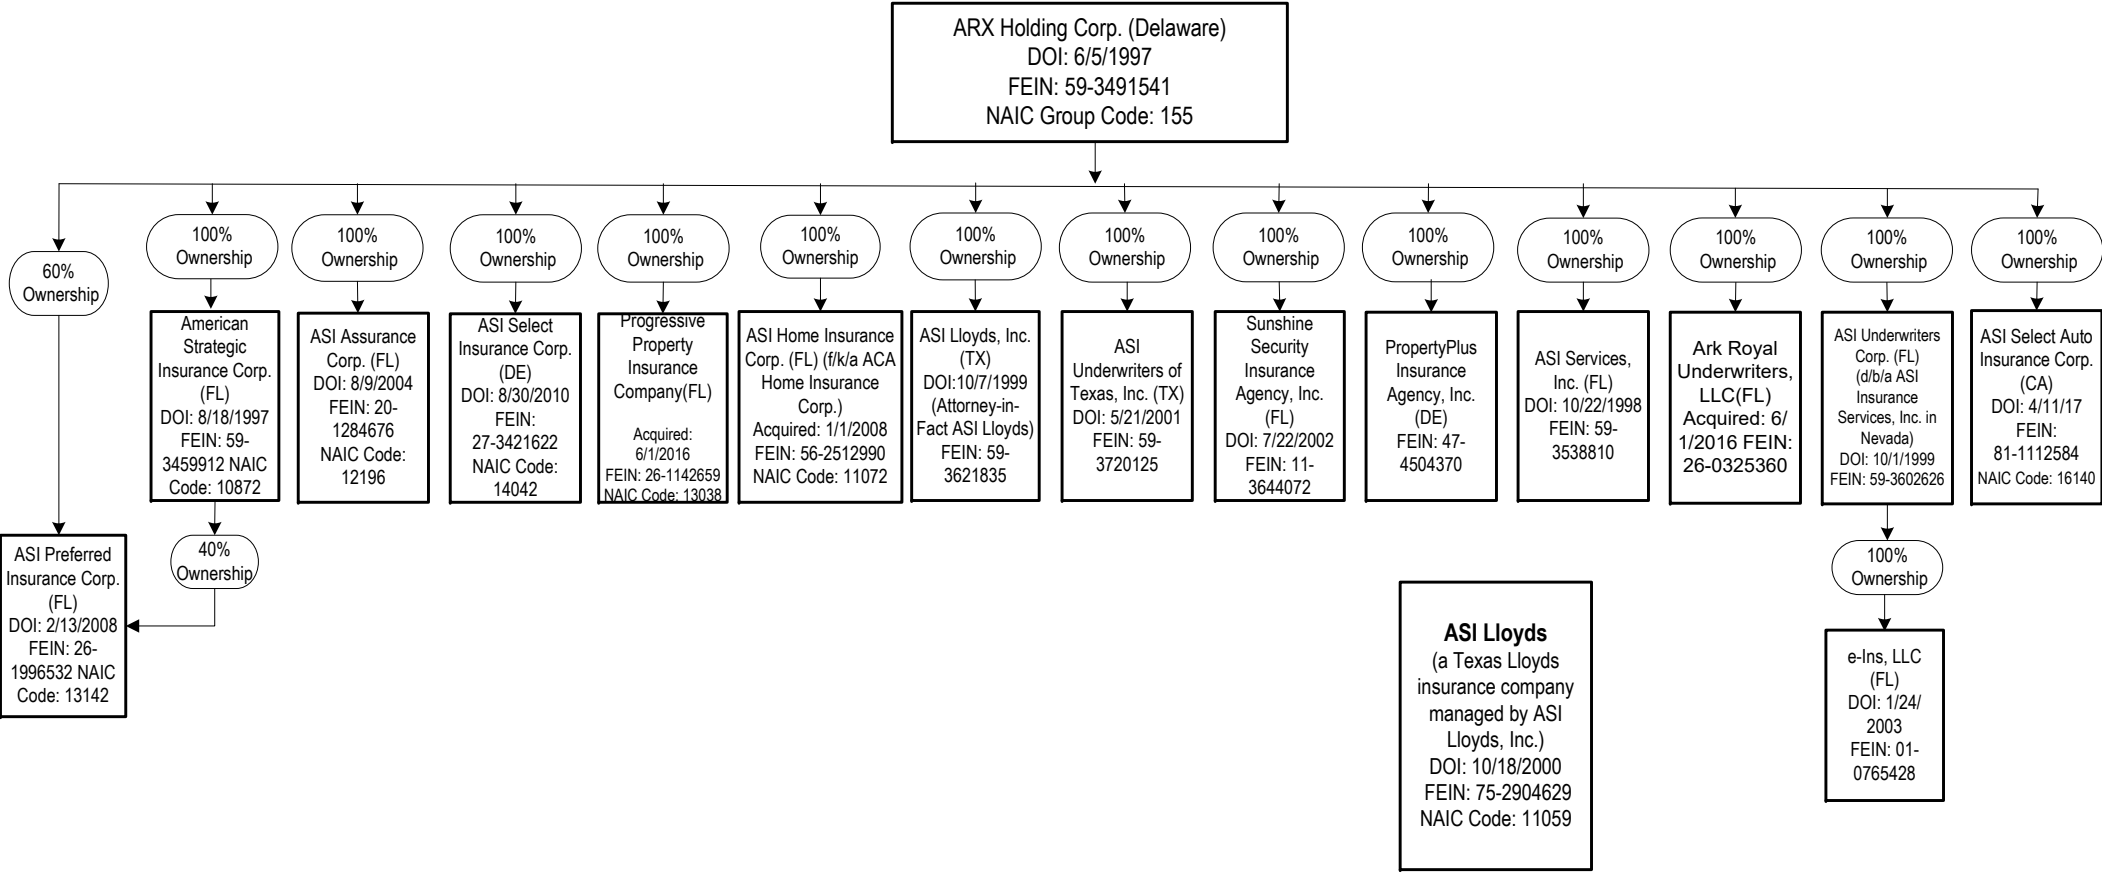 ARX Holding Corp. (Delaware)
DOI: 6/5/1997
FEIN: 59-3491541
NAIC Group Code: 155
60%
Ownership
100%
Ownership
100%
Ownership
100%
Ownership
100%
Ownership
100%
Ownership
100%
Ownership
100%
Ownership
100%
Ownership
100%
Ownership
100%
Ownership
100%
Ownership
100%
Ownership
100%
Ownership
American
Strategic
Insurance Corp.
(FL)
DOI: 8/18/1997
FEIN: 59-
3459912 NAIC
Code: 10872
ASI Assurance
Corp. (FL)
DOI: 8/9/2004
FEIN: 20-
1284676
NAIC Code:
12196
ASI Select
Insurance Corp.
(DE)
DOI: 8/30/2010
FEIN:
27-3421622
NAIC Code:
14042
Progressive
Property
Insurance
Company(FL)
Acquired:
6/1/2016
FEIN: 26-1142659
NAIC Code: 13038
ASI Home Insurance
Corp. (FL) (f/k/a ACA
Home Insurance
Corp.)
Acquired: 1/1/2008
FEIN: 56-2512990
NAIC Code: 11072
ASI Lloyds, Inc.
(TX)
DOI:10/7/1999
(Attorney-in-
Fact ASI Lloyds)
FEIN: 59-
3621835
ASI
Underwriters of
Texas, Inc. (TX)
DOI: 5/21/2001
FEIN: 59-
3720125
Sunshine
Security
Insurance
Agency, Inc.
(FL)
DOI: 7/22/2002
FEIN: 11-
3644072
PropertyPlus
Insurance
Agency, Inc.
(DE)
FEIN: 47-
4504370
ASI Services,
Inc. (FL)
DOI: 10/22/1998
FEIN: 59-
3538810
Ark Royal
Underwriters,
LLC(FL)
Acquired: 6/
1/2016 FEIN:
26-0325360
ASI Underwriters
Corp. (FL)
(d/b/a ASI
Insurance
Services, Inc. in
Nevada)
DOI: 10/1/1999
FEIN: 59-3602626
ASI Select Auto
Insurance Corp.
(CA)
DOI: 4/11/17
FEIN:
81-1112584
NAIC Code: 16140
ASI Preferred
Insurance Corp.
(FL)
DOI: 2/13/2008
FEIN: 26-
1996532 NAIC
Code: 13142
40%
Ownership
100%
Ownership
ASI Lloyds
(a Texas Lloyds
insurance company
managed by ASI
Lloyds, Inc.)
DOI: 10/18/2000
FEIN: 75-2904629
NAIC Code: 11059
e-Ins, LLC
(FL)
DOI: 1/24/
2003
FEIN: 01-
0765428